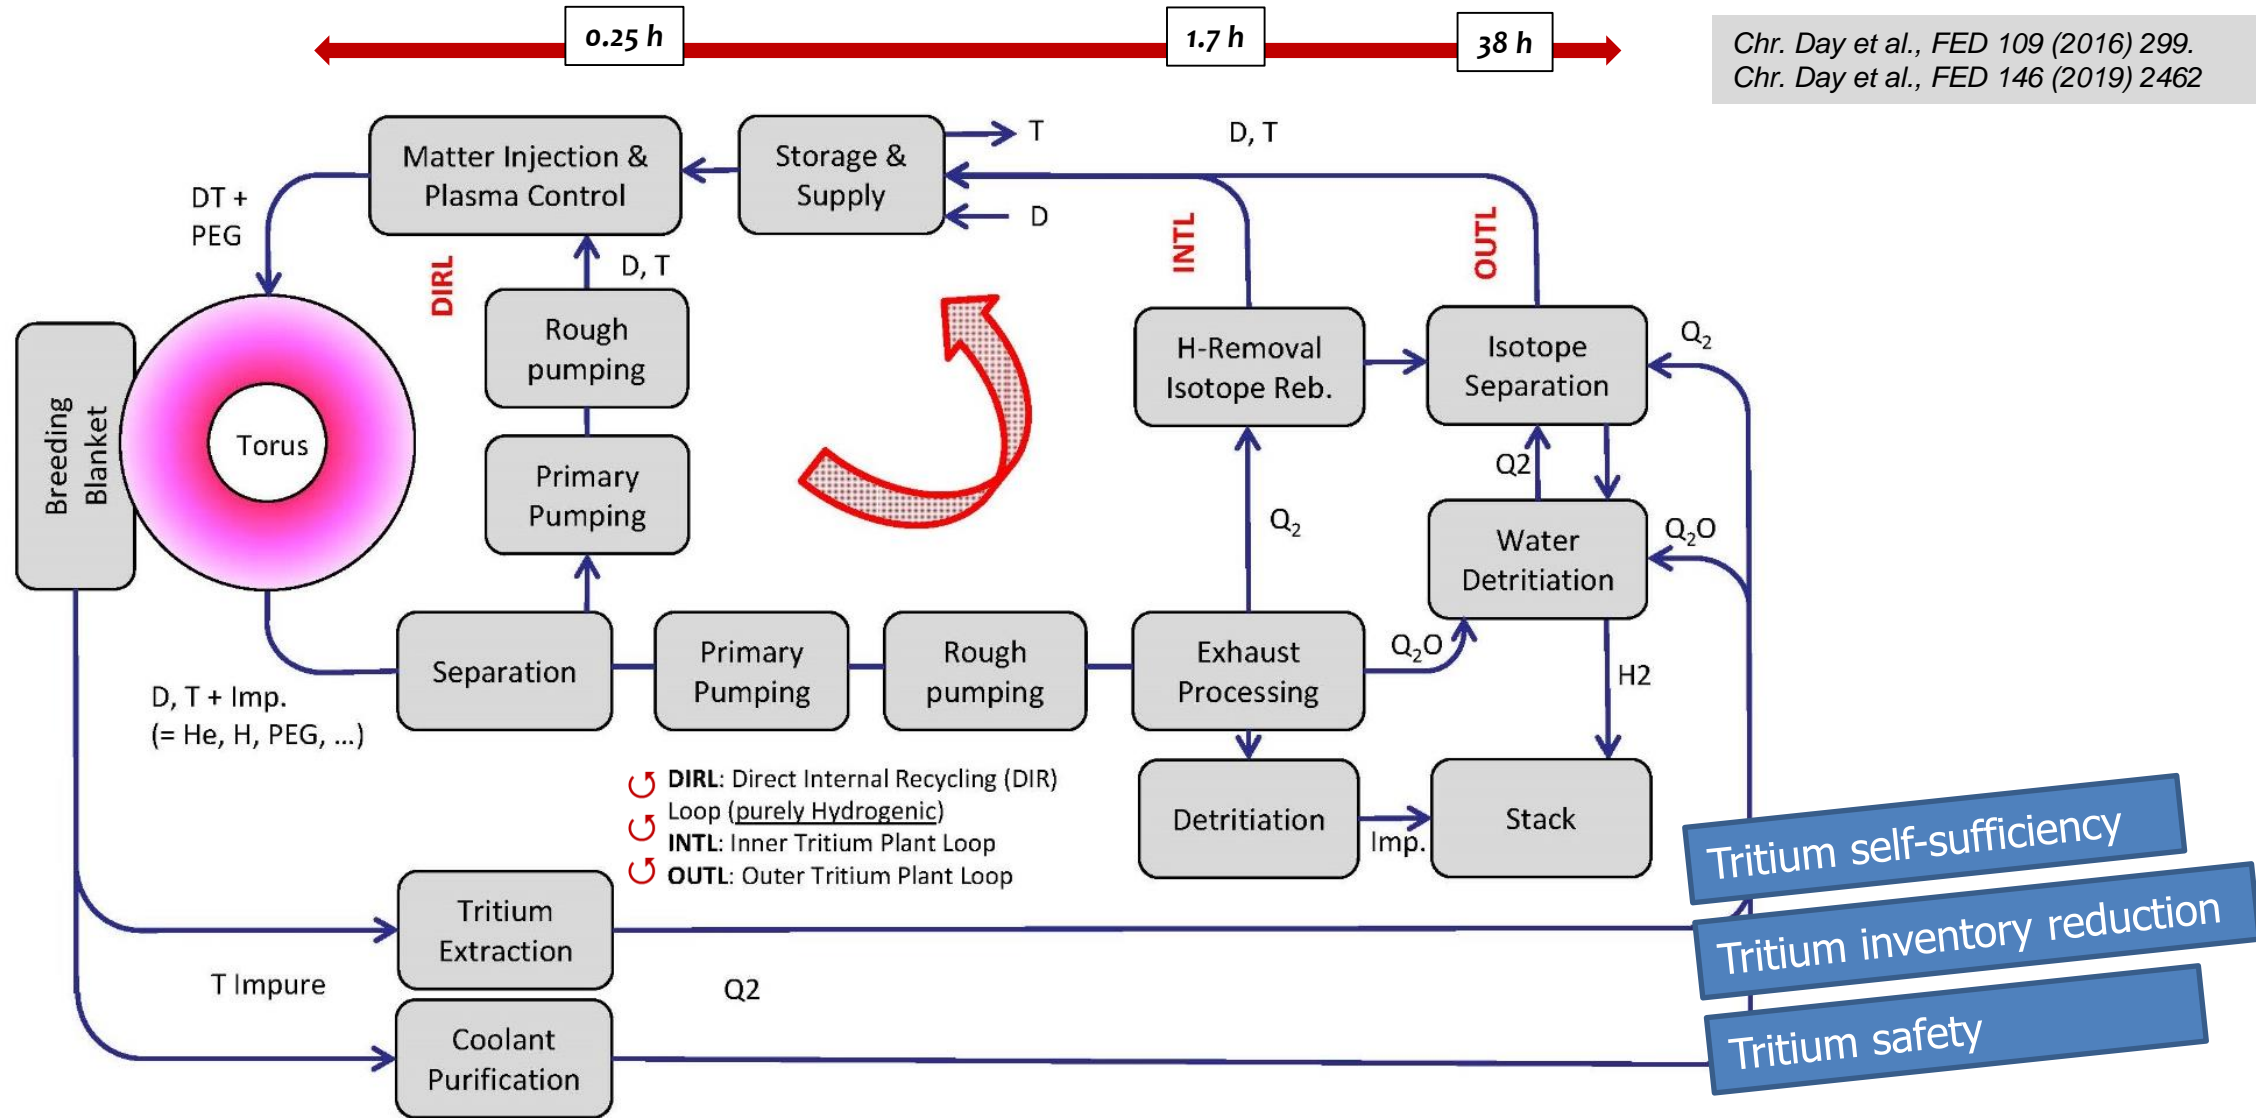 0.25 h
1.7 h
38 h
Chr. Day et al., FED 109 (2016) 299.
Chr. Day et al., FED 146 (2019) 2462
Matter Injection &
Plasma Control
Storage &
Supply
T
D
D, T
DT +
PEG
DIRL
D, T
INTL
OUTL
Rough
pumping
Primary
Pumping
H-Removal
Isotope Reb.
Isotope
Separation
Q₂
Breeding
Blanket
Torus
Q2
Q₂
Water
Detritiation
Q₂O
Separation
Primary
Pumping
Rough
pumping
Exhaust
Processing
Q₂O
H2
D, T + Imp.
(= He, H, PEG, ...)
DIRL: Direct Internal Recycling (DIR)
Loop (purely Hydrogenic)
INTL: Inner Tritium Plant Loop
OUTL: Outer Tritium Plant Loop
Detritiation
Imp.
Stack
Tritium
Extraction
T Impure
Q2
Coolant
Purification
Tritium self-sufficiency
Tritium inventory reduction
Tritium safety